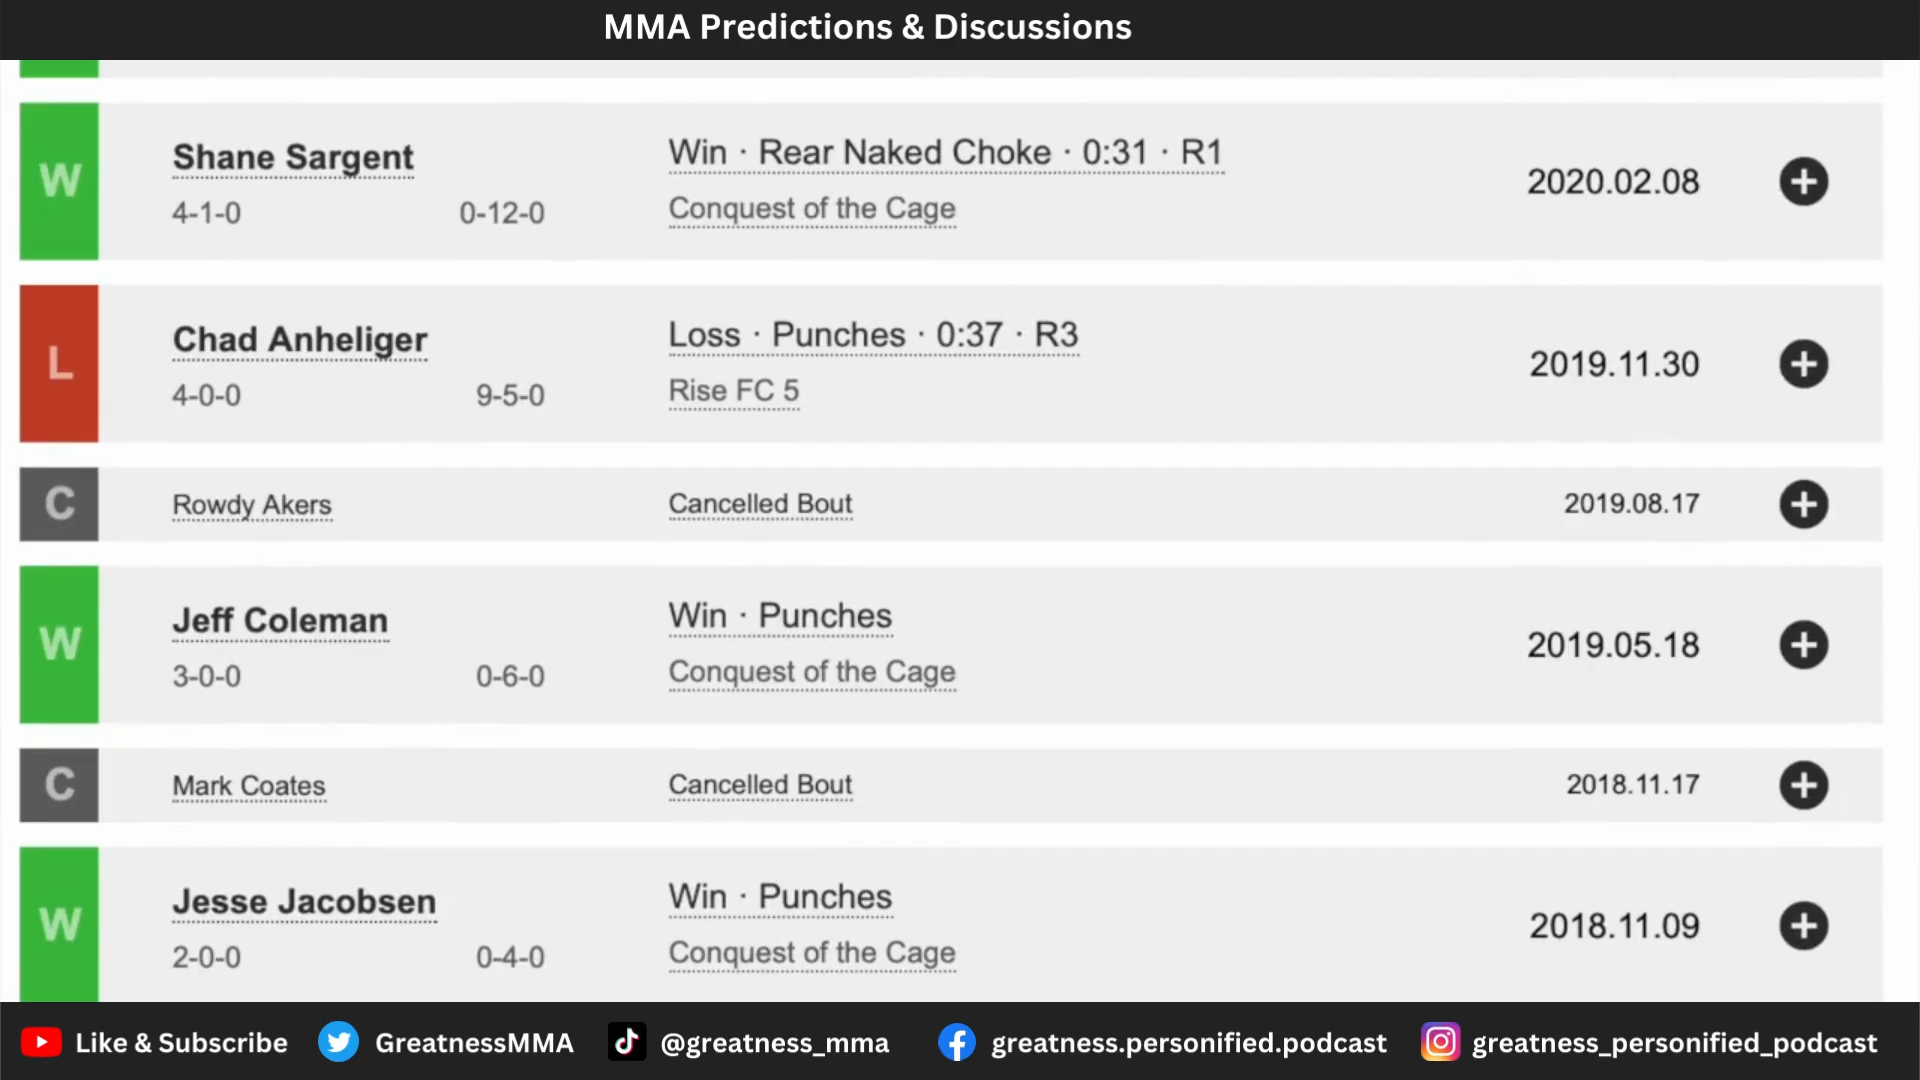 MMA Predictions & Discussions
W
Shane Sargent
4-1-0 0-12-0
Win · Rear Naked Choke · 0:31 · R1
Conquest of the Cage
2020.02.08
L
Chad Anheliger
4-0-0 9-5-0
Loss · Punches · 0:37 · R3
Rise FC 5
2019.11.30
C
Rowdy Akers
Cancelled Bout
2019.08.17
W
Jeff Coleman
3-0-0 0-6-0
Win · Punches
Conquest of the Cage
2019.05.18
C
Mark Coates
Cancelled Bout
2018.11.17
W
Jesse Jacobsen
2-0-0 0-4-0
Win · Punches
Conquest of the Cage
2018.11.09
Like & Subscribe GreatnessMMA @greatness_mma greatness.personified.podcast greatness_personified_podcast